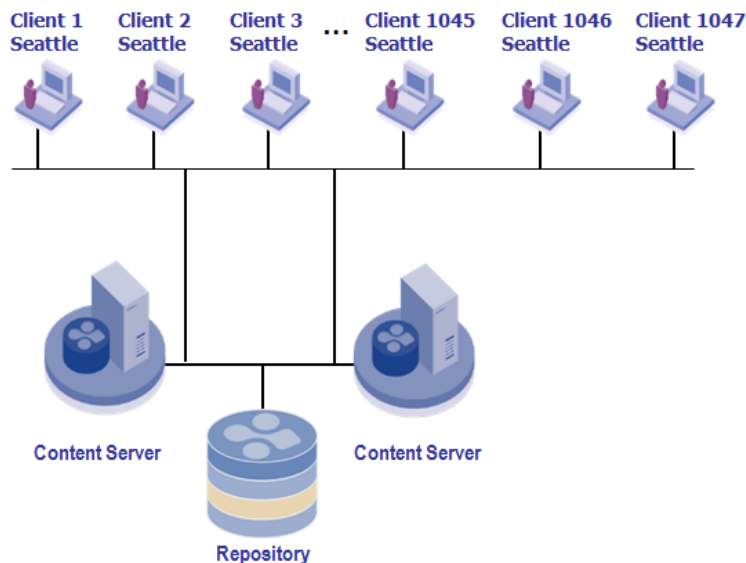 Client 1 Seattle
Client 2 Seattle
Client 3 Seattle
...
Client 1045 Seattle
Client 1046 Seattle
Client 1047 Seattle
Content Server
Content Server
Repository